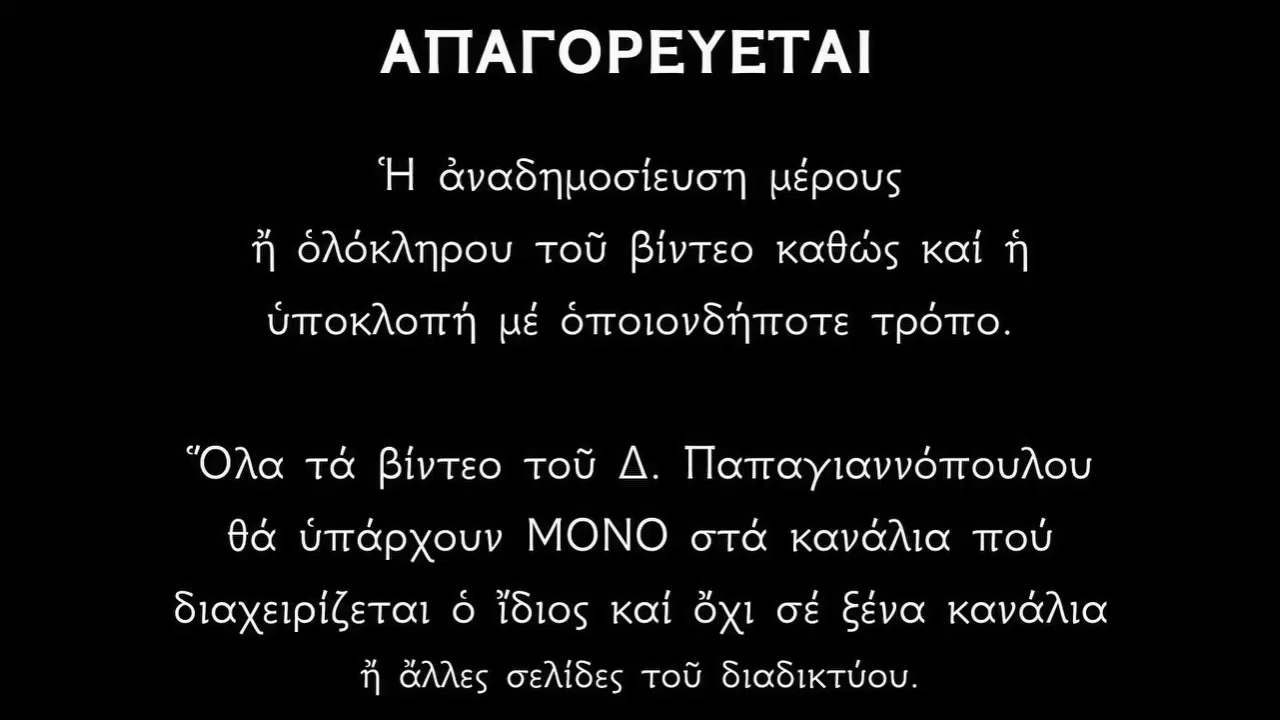 ΑΠΑΓΟΡΕΥΕΤΑΙ
Ἡ ἀναδημοσίευση μέρους
ἤ ὁλόκληρου τοῦ βίντεο καθώς καί ἡ
ὑποκλοπή μέ ὁποιονδήποτε τρόπο.
Ὅλα τά βίντεο τοῦ Δ. Παπαγιαννόπουλου
θά ὑπάρχουν ΜΟΝΟ στά κανάλια πού
διαχειρίζεται ὁ ἴδιος καί ὄχι σέ ξένα κανάλια
ἤ ἄλλες σελίδες τοῦ διαδικτύου.